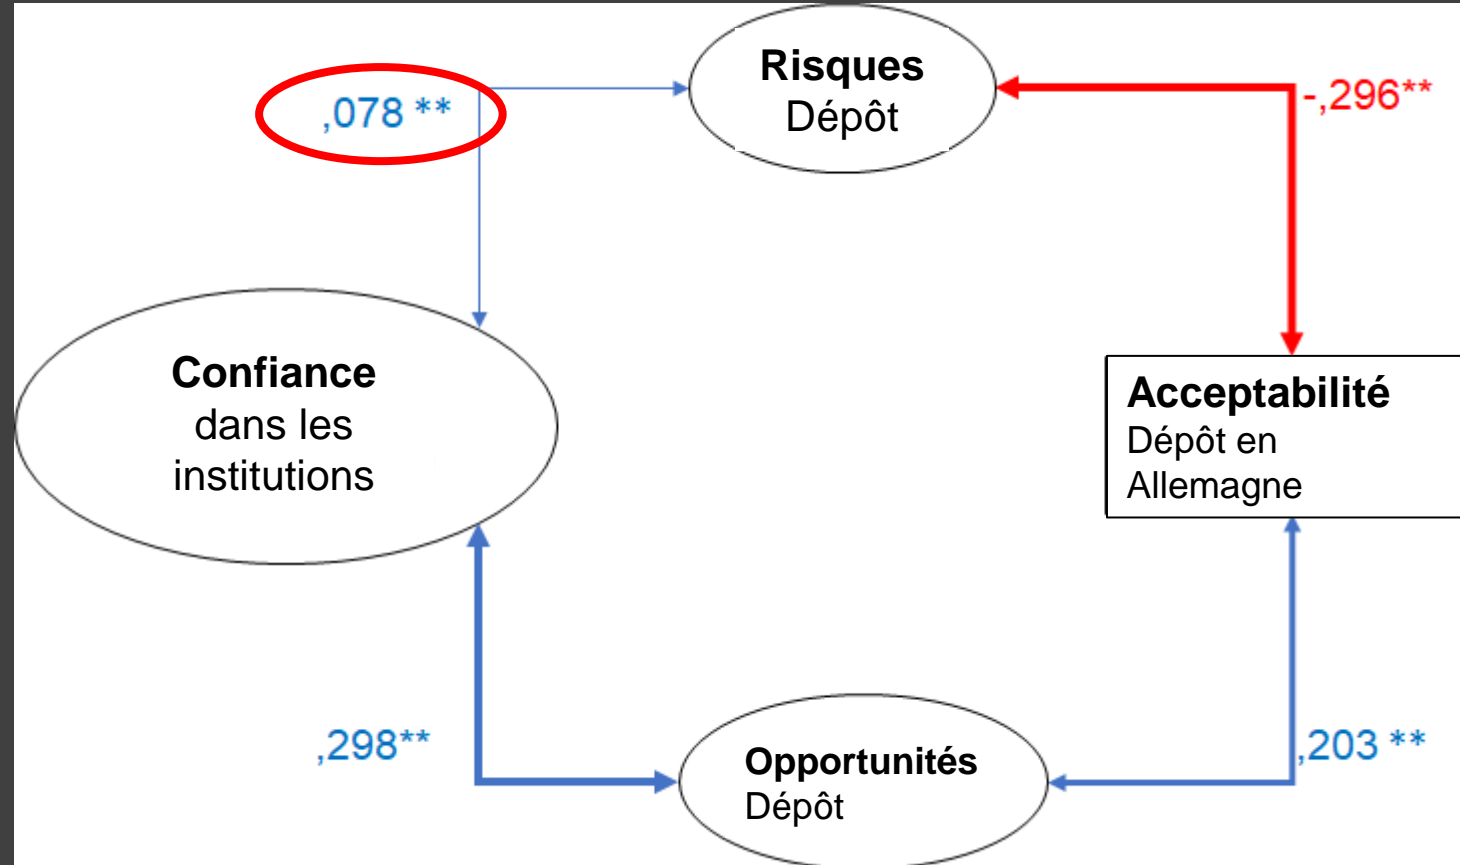 Risques
Dépôt
,078 **
-,296**
Confiance
dans les
institutions
Acceptabilité
Dépôt en
Allemagne
,298**
Opportunités
Dépôt
,203 **